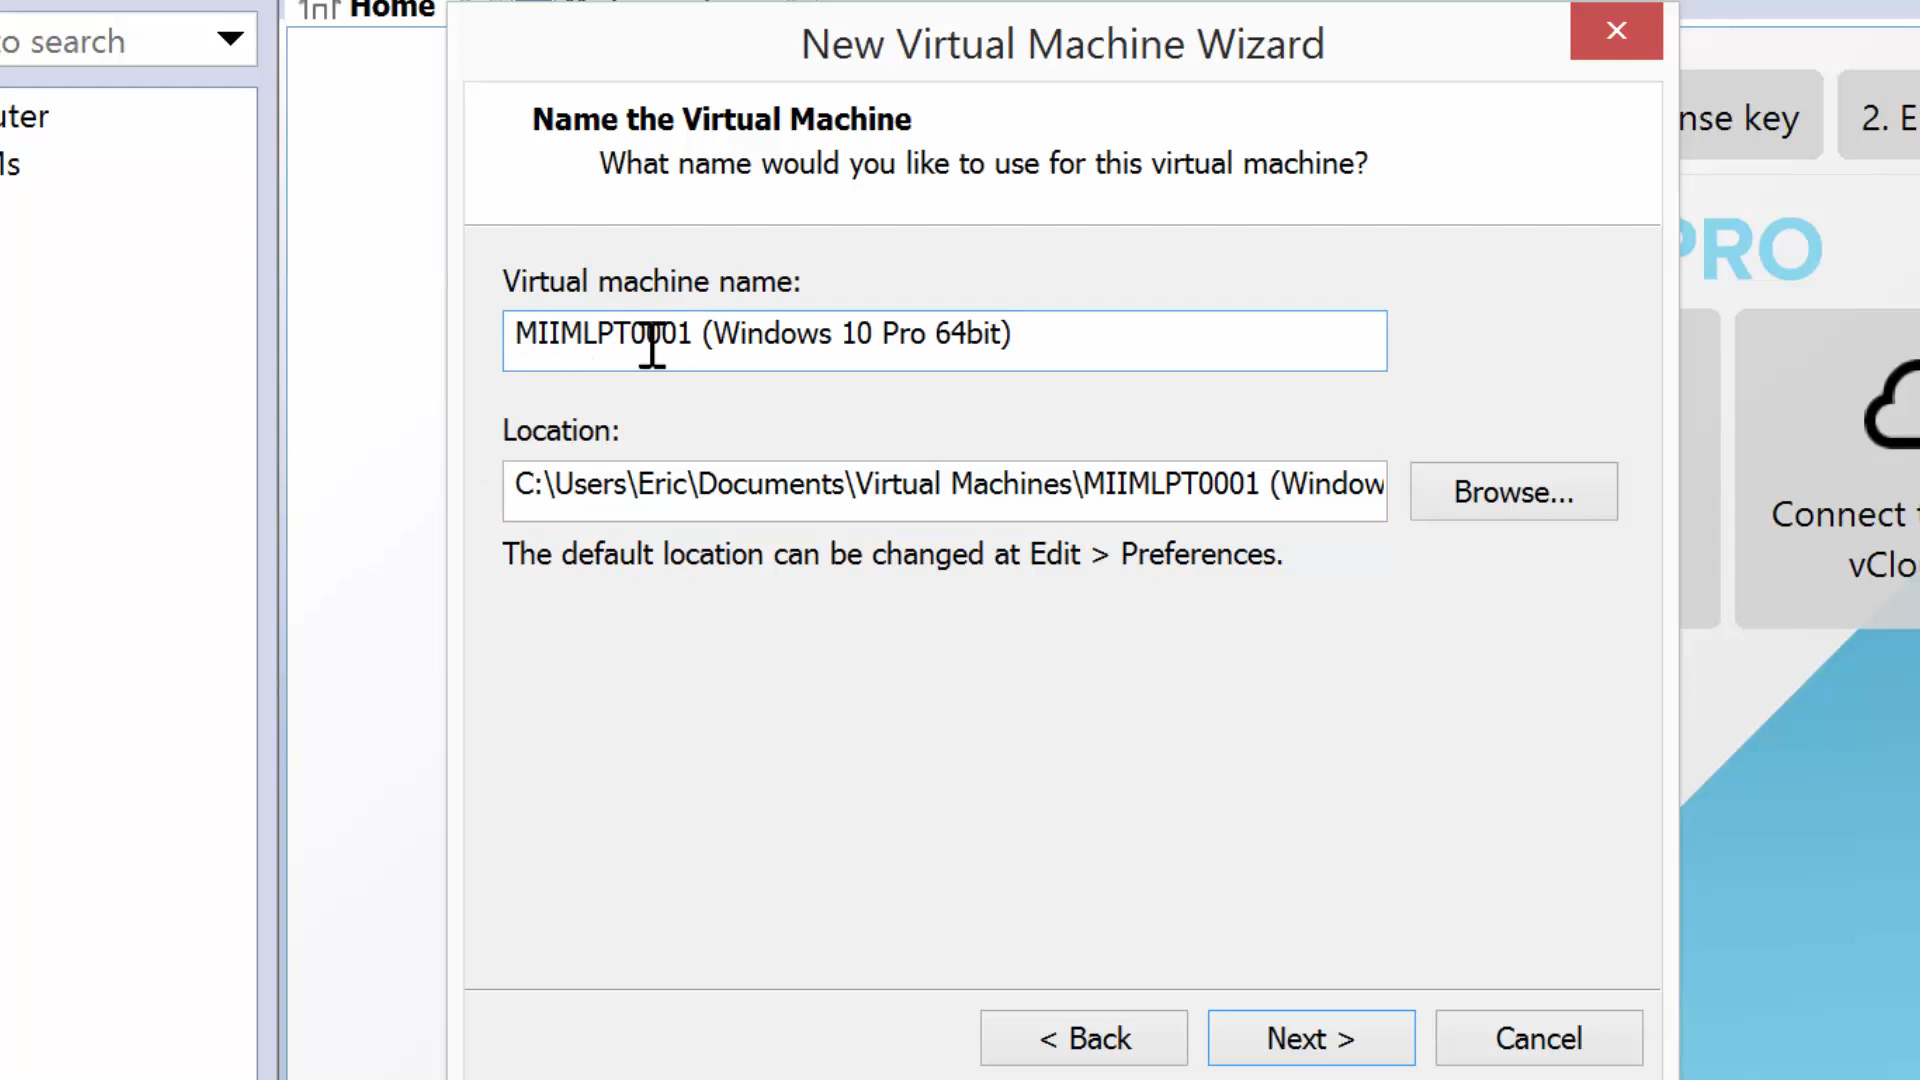 Home
New Virtual Machine Wizard
to search
Name the Virtual Machine
nse key
2. E
uter
What name would you like to use for this virtual machine?
Ms
PRO
Virtual machine name:
MIIMLPT0001 (Windows 10 Pro 64bit)
Location:
C:\Users\Eric\Documents\Virtual Machines\MIIMLPT0001 (Window
Browse...
Connect t
The default location can be changed at Edit > Preferences.
vClo
< Back
Next >
Cancel